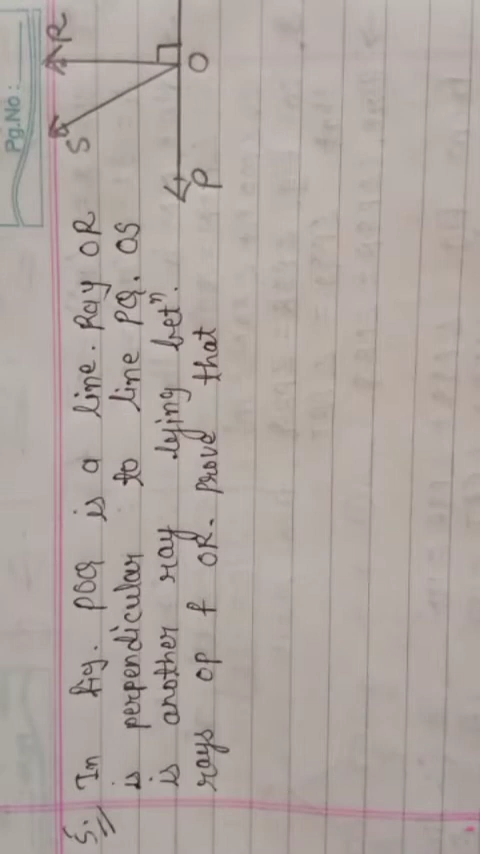 Pg.No:
5. In fig. POQ is a line. Ray OR
is perpendicular to line PQ. OS
is another ray lying betⁿ.
rays OP & OR. Prove that
R
S
O
P